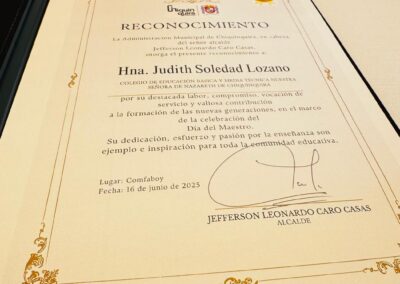 Chiquin
quirá
RECONOCIMIENTO
La Administración Municipal de Chiquinquirá, en cabeza
del señor alcalde
Jefferson Leonardo Caro Casas,
otorga el presente reconocimiento a
Hna. Judith Soledad Lozano
COLEGIO DE EDUCACIÓN BÁSICA Y MEDIA TÉCNICA NUESTRA
SEÑORA DE NAZARETH DE CHIQUINQUIRÁ
por su destacada labor, compromiso, vocación de
servicio y valiosa contribución
a la formación de las nuevas generaciones, en el marco
de la celebración del
Día del Maestro.
Su dedicación, esfuerzo y pasión por la enseñanza son
ejemplo e inspiración para toda la comunidad educativa.
Lugar: Comfaboy
Fecha: 16 de junio de 2025
JEFFERSON LEONARDO CARO CASAS
ALCALDE